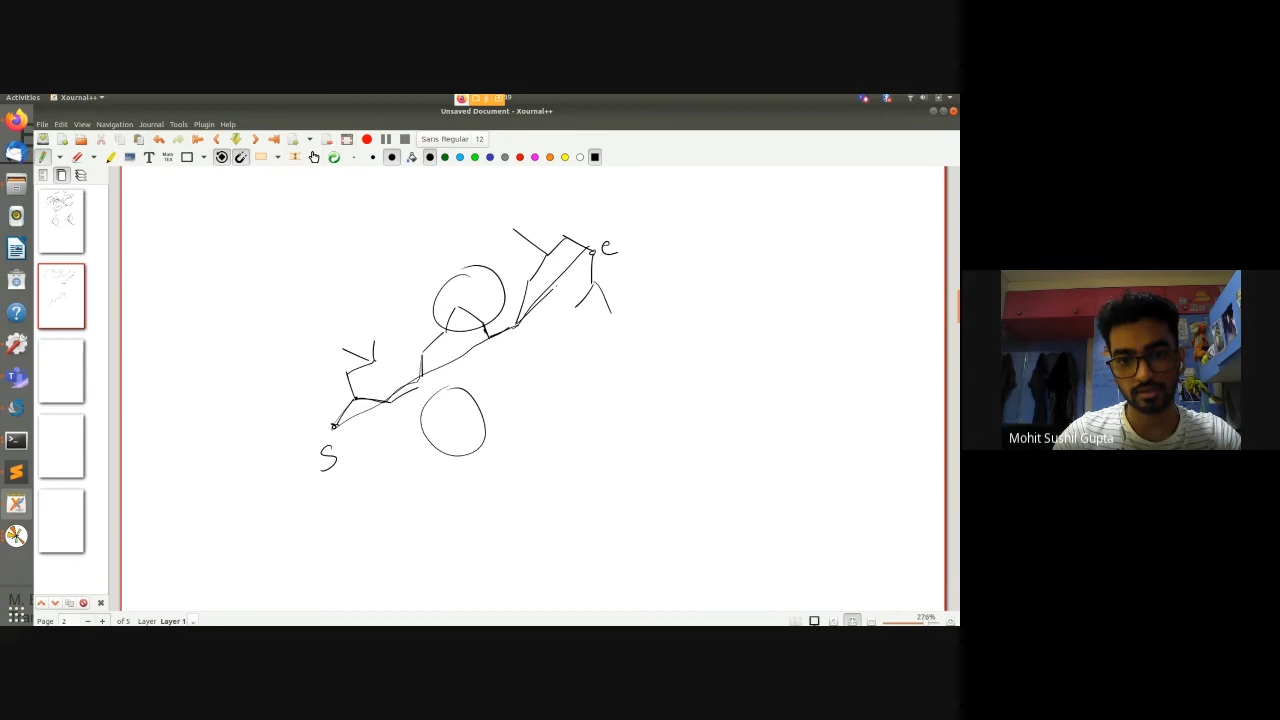 Activities Xournal++
Unsaved Document - Xournal++
File Edit View Navigation Journal Tools Plugin Help
Sans Regular 12
e
S
Mohit Sushil Gupta
Page 2 of 5 Layer Layer 1
276%